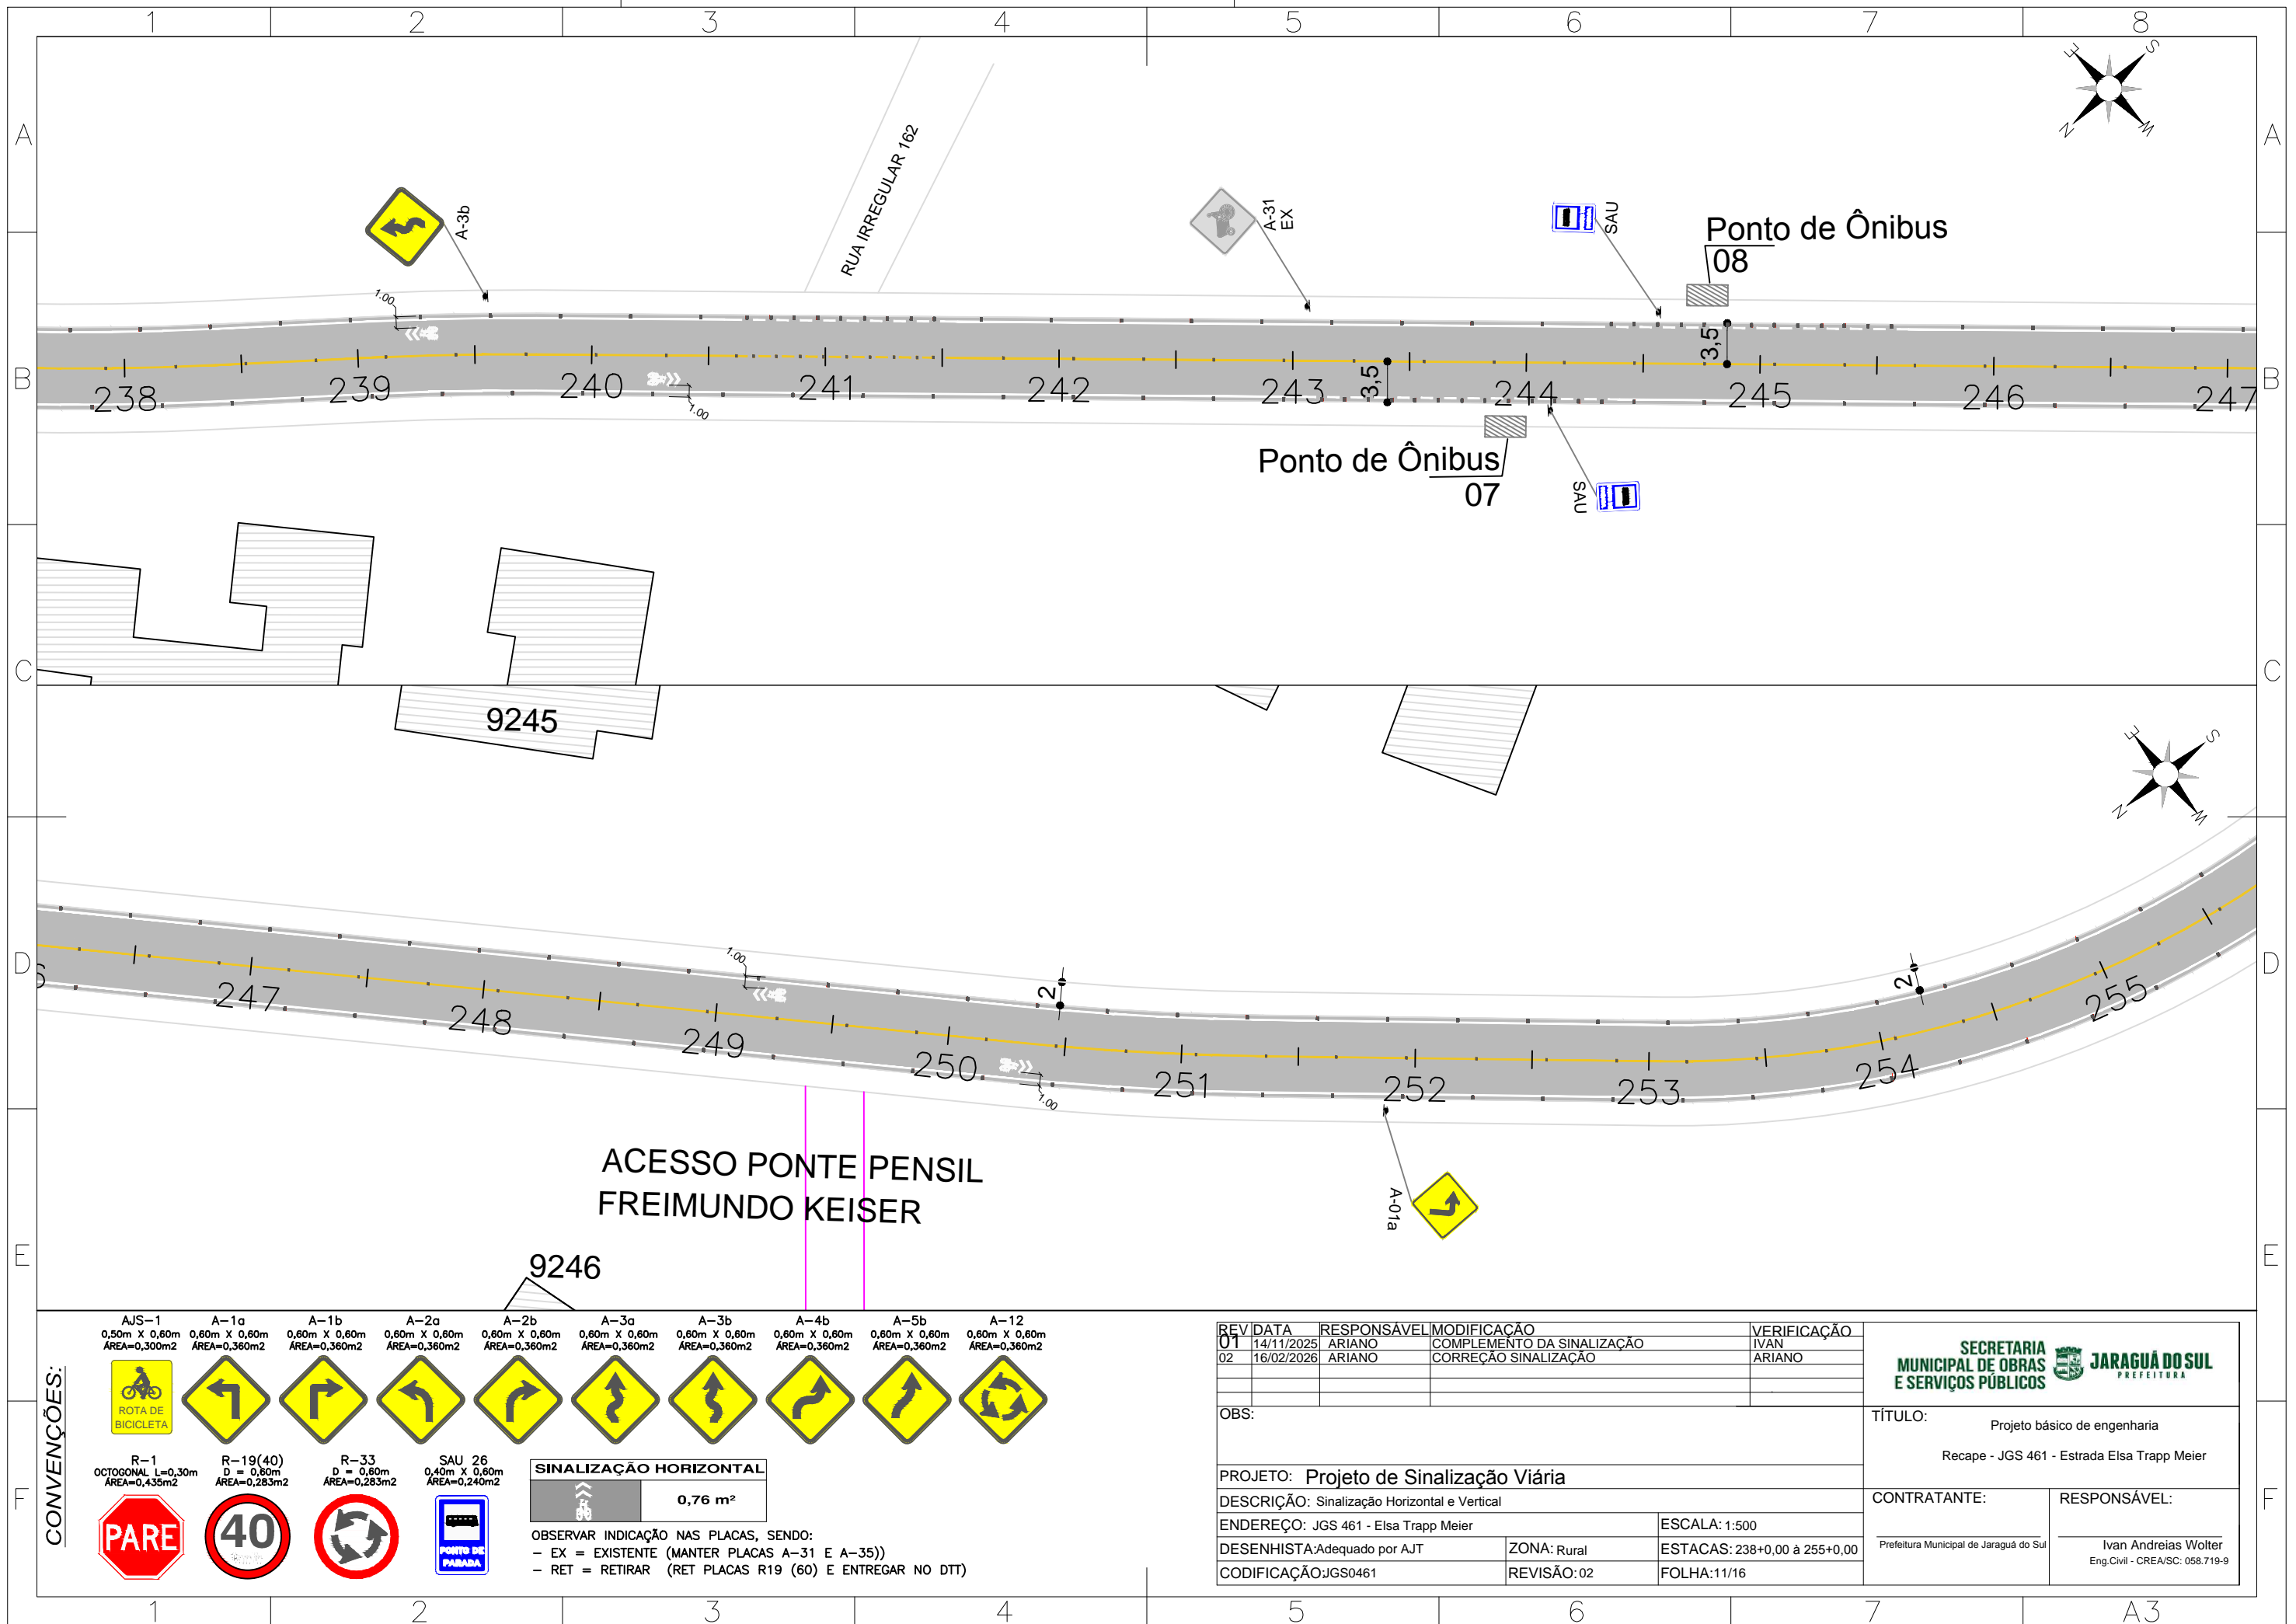 1 2 3 4 5 6 7 8
A A
B B
C C
D D
E E
F F
E S
N W
A-3b
RUA IRREGULAR 162
A-31
EX
SAU
Ponto de Ônibus
08
1.00
3,5
238 239 240 241 242 243 244 245 246 247
3,5
1.00
Ponto de Ônibus
07
SAU
9245
E S
N W
1.00
2
2
247 248 249 250 251 252 253 254 255
1.00
ACESSO PONTE PENSIL
FREIMUNDO KEISER
A-01a
9246
CONVENÇÕES:
AJS-1
0,50m X 0,60m
ÁREA=0,300m2
ROTA DE
BICICLETA
A-1a
0,60m X 0,60m
ÁREA=0,360m2
A-1b
0,60m X 0,60m
ÁREA=0,360m2
A-2a
0,60m X 0,60m
ÁREA=0,360m2
A-2b
0,60m X 0,60m
ÁREA=0,360m2
A-3a
0,60m X 0,60m
ÁREA=0,360m2
A-3b
0,60m X 0,60m
ÁREA=0,360m2
A-4b
0,60m X 0,60m
ÁREA=0,360m2
A-5b
0,60m X 0,60m
ÁREA=0,360m2
A-12
0,60m X 0,60m
ÁREA=0,360m2
R-1
OCTOGONAL L=0,30m
ÁREA=0,435m2
PARE
R-19(40)
D = 0,60m
ÁREA=0,283m2
40
R-33
D = 0,60m
ÁREA=0,283m2
SAU 26
0,40m X 0,60m
ÁREA=0,240m2
PONTO DE
PARADA
SINALIZAÇÃO HORIZONTAL
0,76 m²
OBSERVAR INDICAÇÃO NAS PLACAS, SENDO:
- EX = EXISTENTE (MANTER PLACAS A-31 E A-35))
- RET = RETIRAR (RET PLACAS R19 (60) E ENTREGAR NO DTT)
REV DATA RESPONSÁVEL MODIFICAÇÃO VERIFICAÇÃO
01 14/11/2025 ARIANO COMPLEMENTO DA SINALIZAÇÃO IVAN
02 16/02/2026 ARIANO CORREÇÃO SINALIZAÇÃO ARIANO
OBS:
PROJETO: Projeto de Sinalização Viária
DESCRIÇÃO: Sinalização Horizontal e Vertical
ENDEREÇO: JGS 461 - Elsa Trapp Meier ESCALA: 1:500
DESENHISTA:Adequado por AJT ZONA: Rural ESTACAS: 238+0,00 à 255+0,00
CODIFICAÇÃO:JGS0461 REVISÃO: 02 FOLHA:11/16
SECRETARIA
MUNICIPAL DE OBRAS
E SERVIÇOS PÚBLICOS
JARAGUÁ DO SUL
PREFEITURA
TÍTULO:
Projeto básico de engenharia
Recape - JGS 461 - Estrada Elsa Trapp Meier
CONTRATANTE:
Prefeitura Municipal de Jaraguá do Sul
RESPONSÁVEL:
Ivan Andreias Wolter
Eng.Civil - CREA/SC: 058.719-9
1 2 3 4 5 6 7 A3